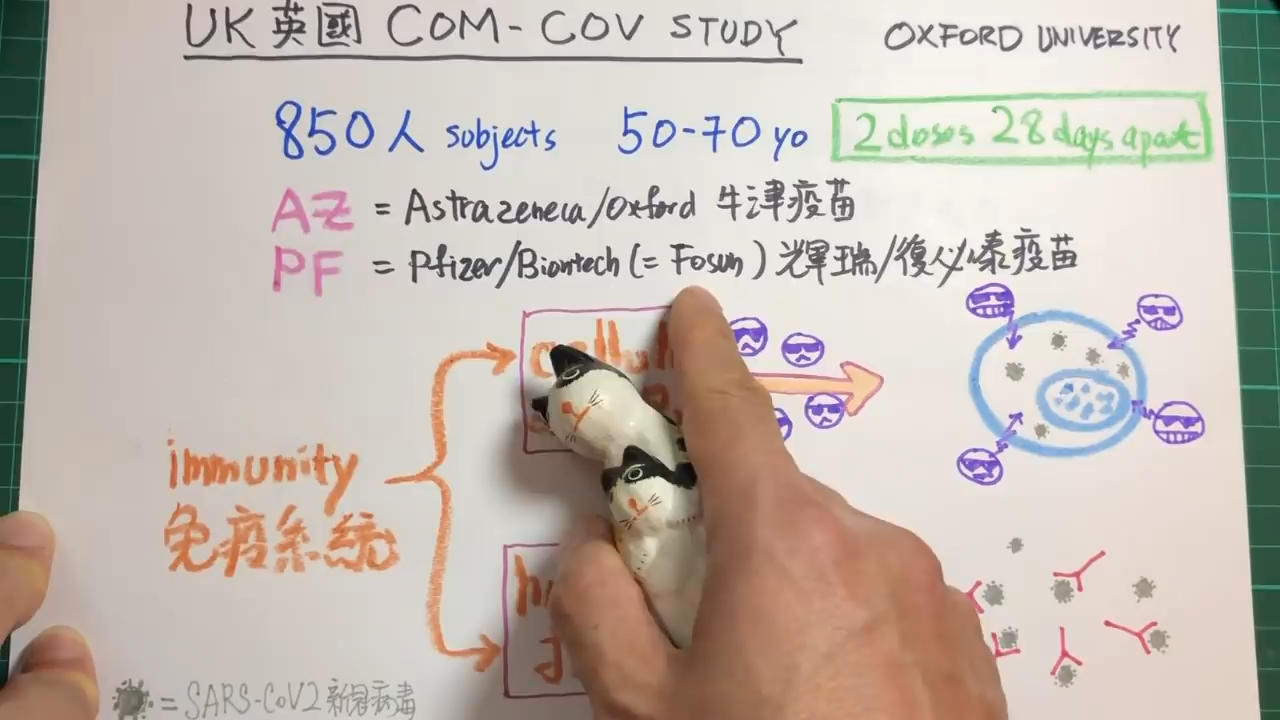 UK 英國 COM-COV STUDY
OXFORD UNIVERSITY
850人 subjects 50-70 yo
2 doses 28 days apart
AZ = Astrazeneca/Oxford 牛津疫苗
PF = Pfizer/Biontech (= Fosun) 輝瑞/復必泰疫苗
immunity
免疫系統
= SARS-CoV2 新冠病毒